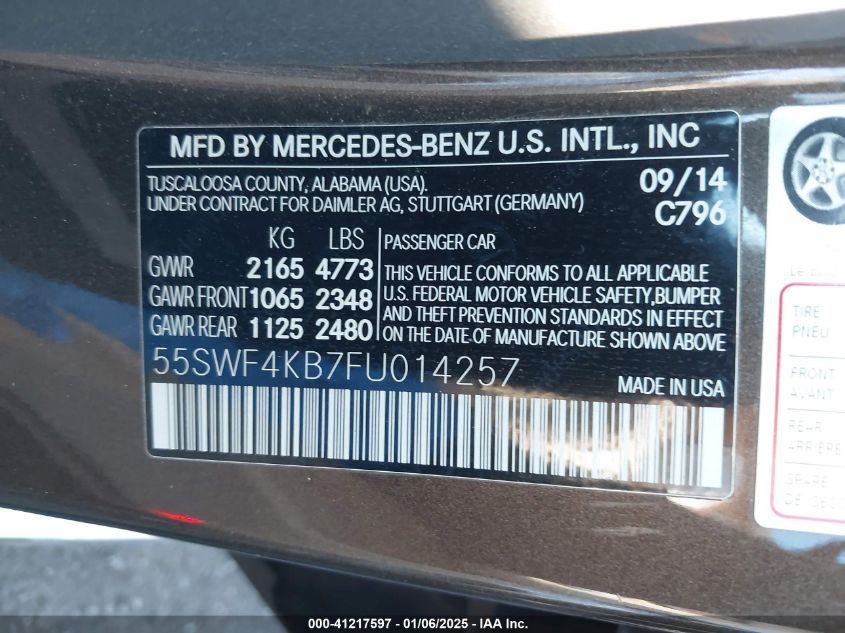 MFD BY MERCEDES-BENZ U.S. INTL., INC
TUSCALOOSA COUNTY, ALABAMA (USA).
UNDER CONTRACT FOR DAIMLER AG, STUTTGART (GERMANY)
09/14
C796
KG LBS
GVWR 2165 4773
GAWR FRONT 1065 2348
GAWR REAR 1125 2480
PASSENGER CAR
THIS VEHICLE CONFORMS TO ALL APPLICABLE
U.S. FEDERAL MOTOR VEHICLE SAFETY, BUMPER
AND THEFT PREVENTION STANDARDS IN EFFECT
ON THE DATE OF MANUFACTURE SHOWN ABOVE
55SWF4KB7FU014257
MADE IN USA
TIRE
PNEU
FRONT
AVANT
REAR
ARRIÈRE
SPARE
000-41217597 - 01/06/2025 - IAAI.com